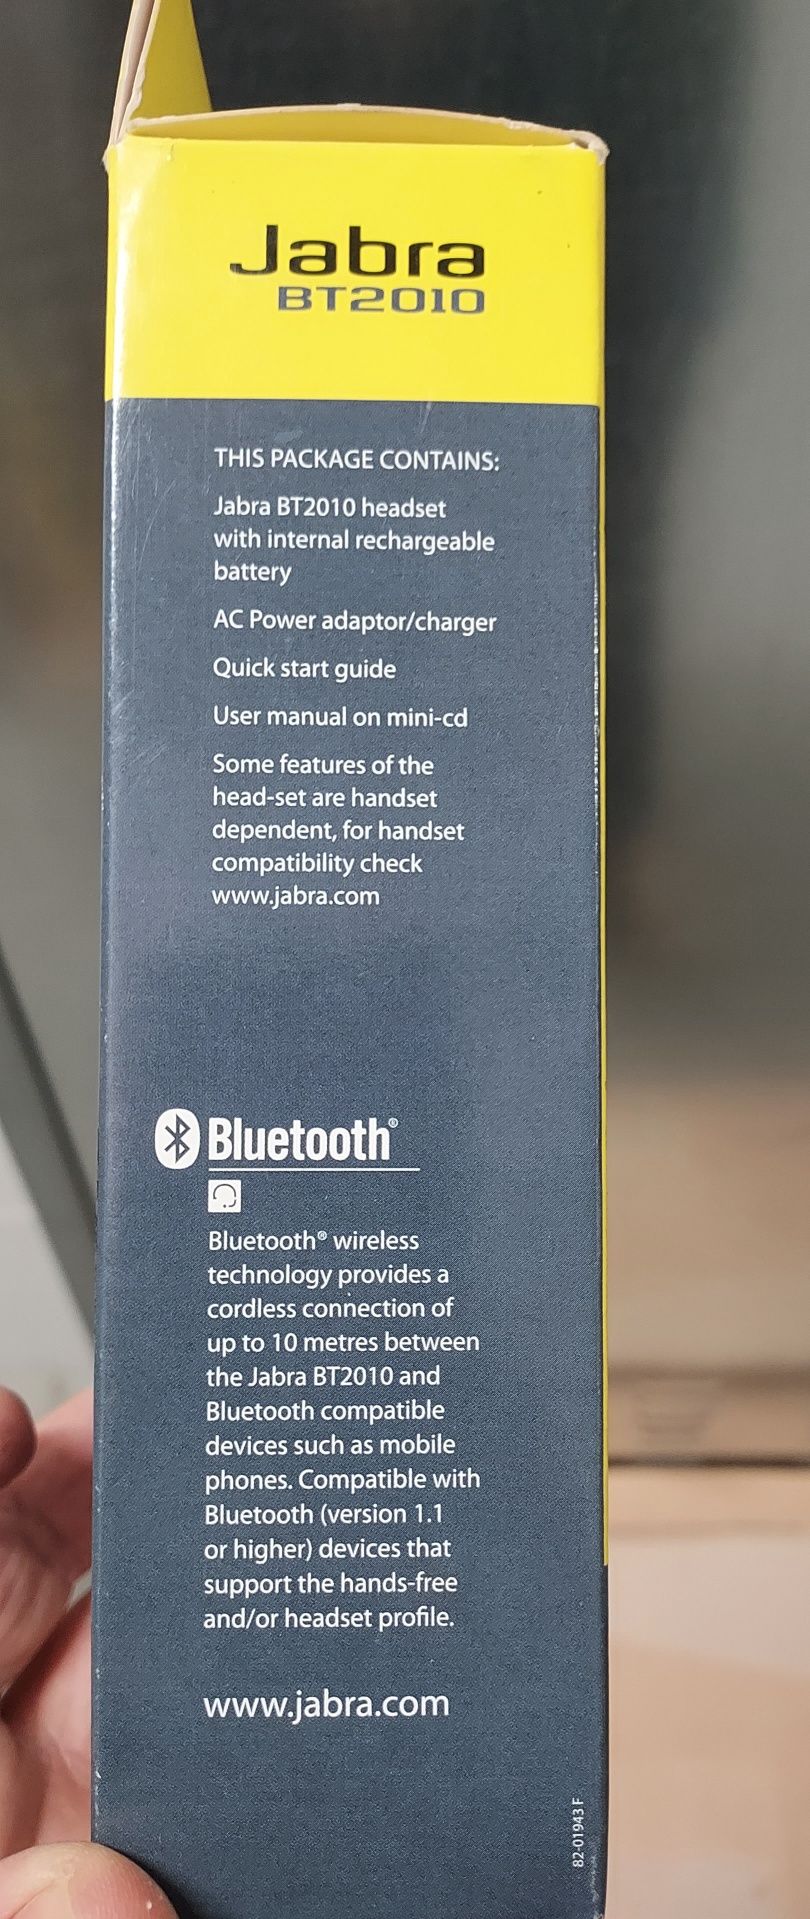 Jabra
BT2010
THIS PACKAGE CONTAINS:
Jabra BT2010 headset
with internal rechargeable
battery
AC Power adaptor/charger
Quick start guide
User manual on mini-cd
Some features of the
head-set are handset
dependent, for handset
compatibility check
www.jabra.com
Bluetooth®
Bluetooth® wireless
technology provides a
cordless connection of
up to 10 metres between
the Jabra BT2010 and
Bluetooth compatible
devices such as mobile
phones. Compatible with
Bluetooth (version 1.1
or higher) devices that
support the hands-free
and/or headset profile.
www.jabra.com
82-01943 F